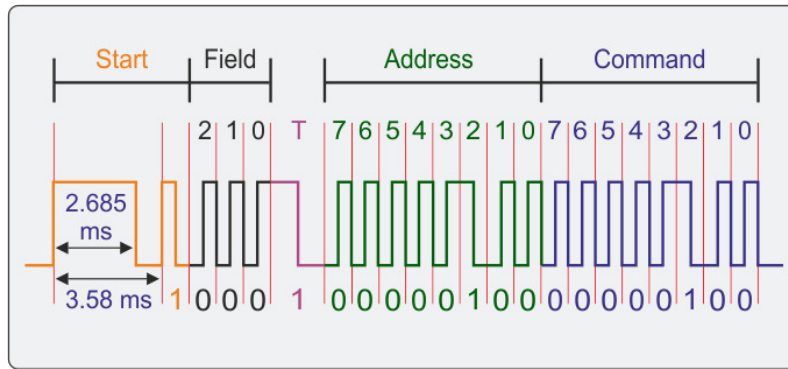 Start Field Address Command
2 1 0 T 7 6 5 4 3 2 1 0 7 6 5 4 3 2 1 0
2.685
ms
3.58 ms 1 0 0 0 1 0 0 0 0 0 1 0 0 0 0 0 0 0 1 0 0